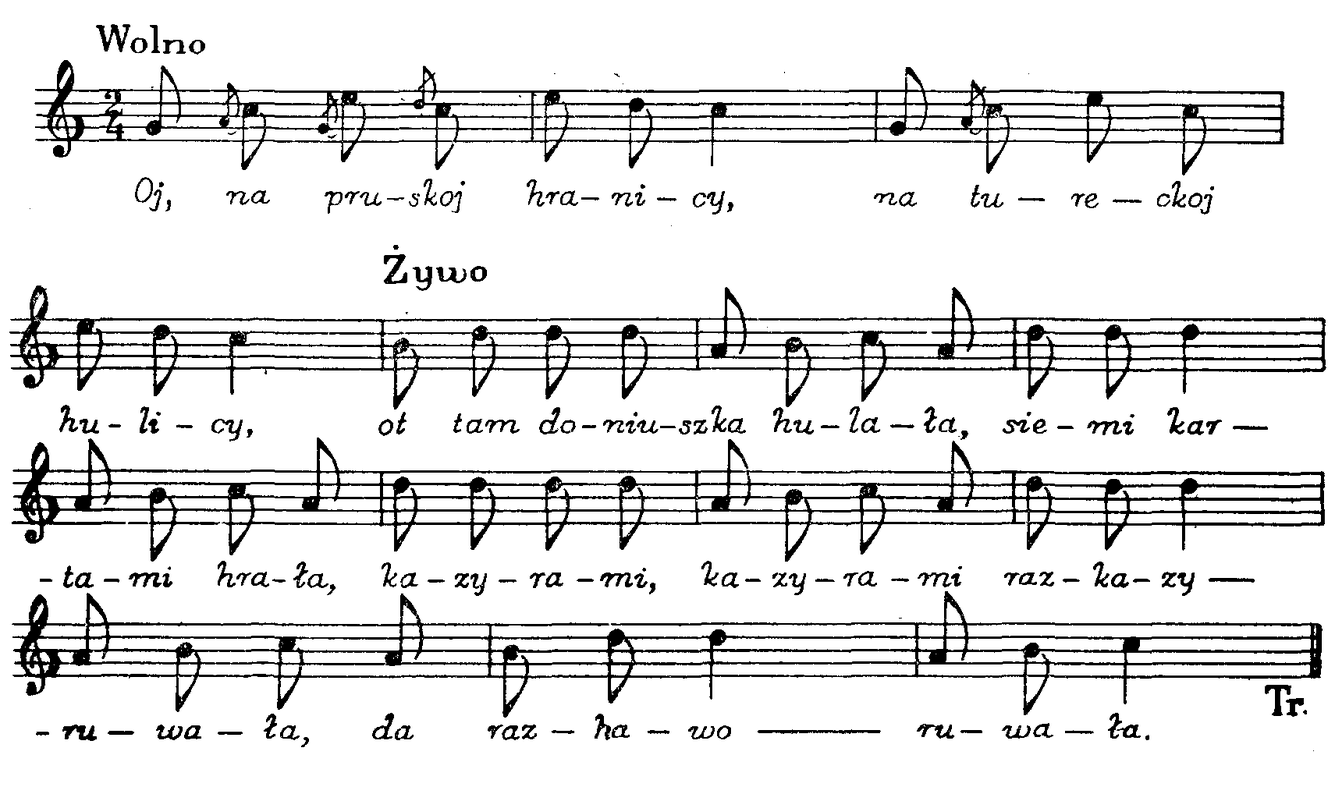 Wolno
2/4
Oj, na pru–skoj hra– ni – cy, na tu — re — ckoj
Żywo
hu – li – cy, ot tam do–niu–szka hu–la–ła, sie–mi kar —
- ta – mi hra–ła, ka–zy–ra–mi, ka–zy–ra–mi raz–ka–zy —
- ru — wa — ła, da raz — ha — wo — ru — wa — ła.
Tr.